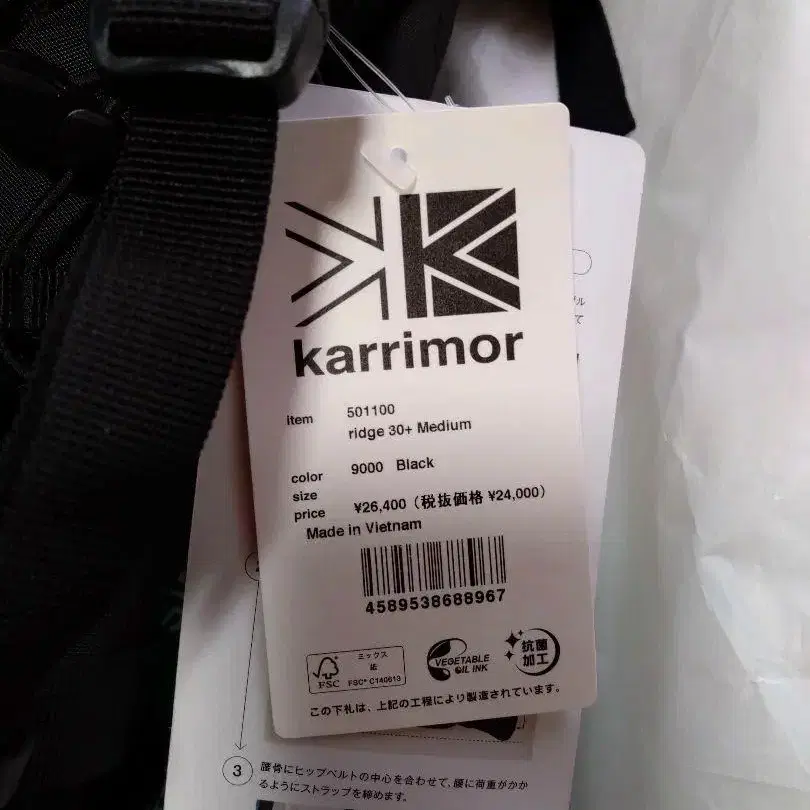 karrimor
item 501100
ridge 30+ Medium
color 9000 Black
size
price ¥26,400（税抜価格 ¥24,000）
Made in Vietnam
4589538688967
FSC
ミックス
紙
FSC® C140613
VEGETABLE
OIL INK
抗菌
加工
この下札は、上記の工程により製造されています。
3 腰骨にヒップベルトの中心を合わせて、腰に荷重がかか
るようにストラップを締めます。